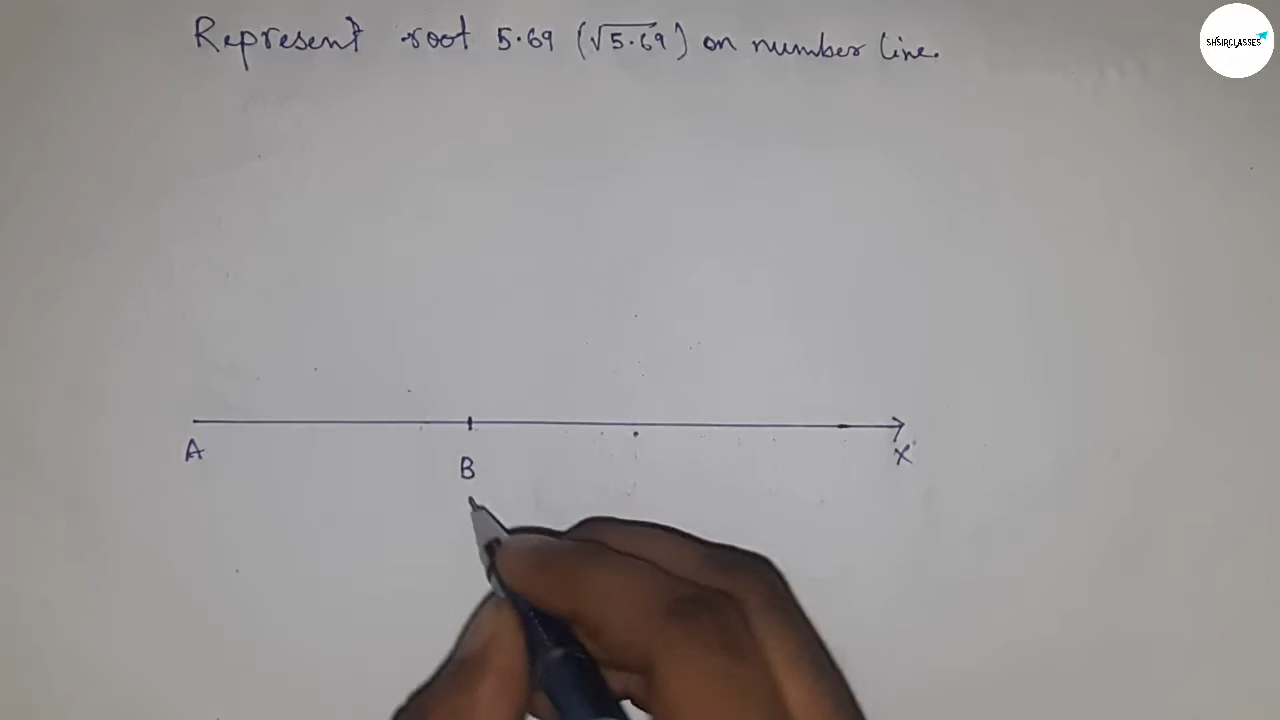 Represent root 5.69 (√5.69) on number line.
SHSIRCLASSES
A
X
B